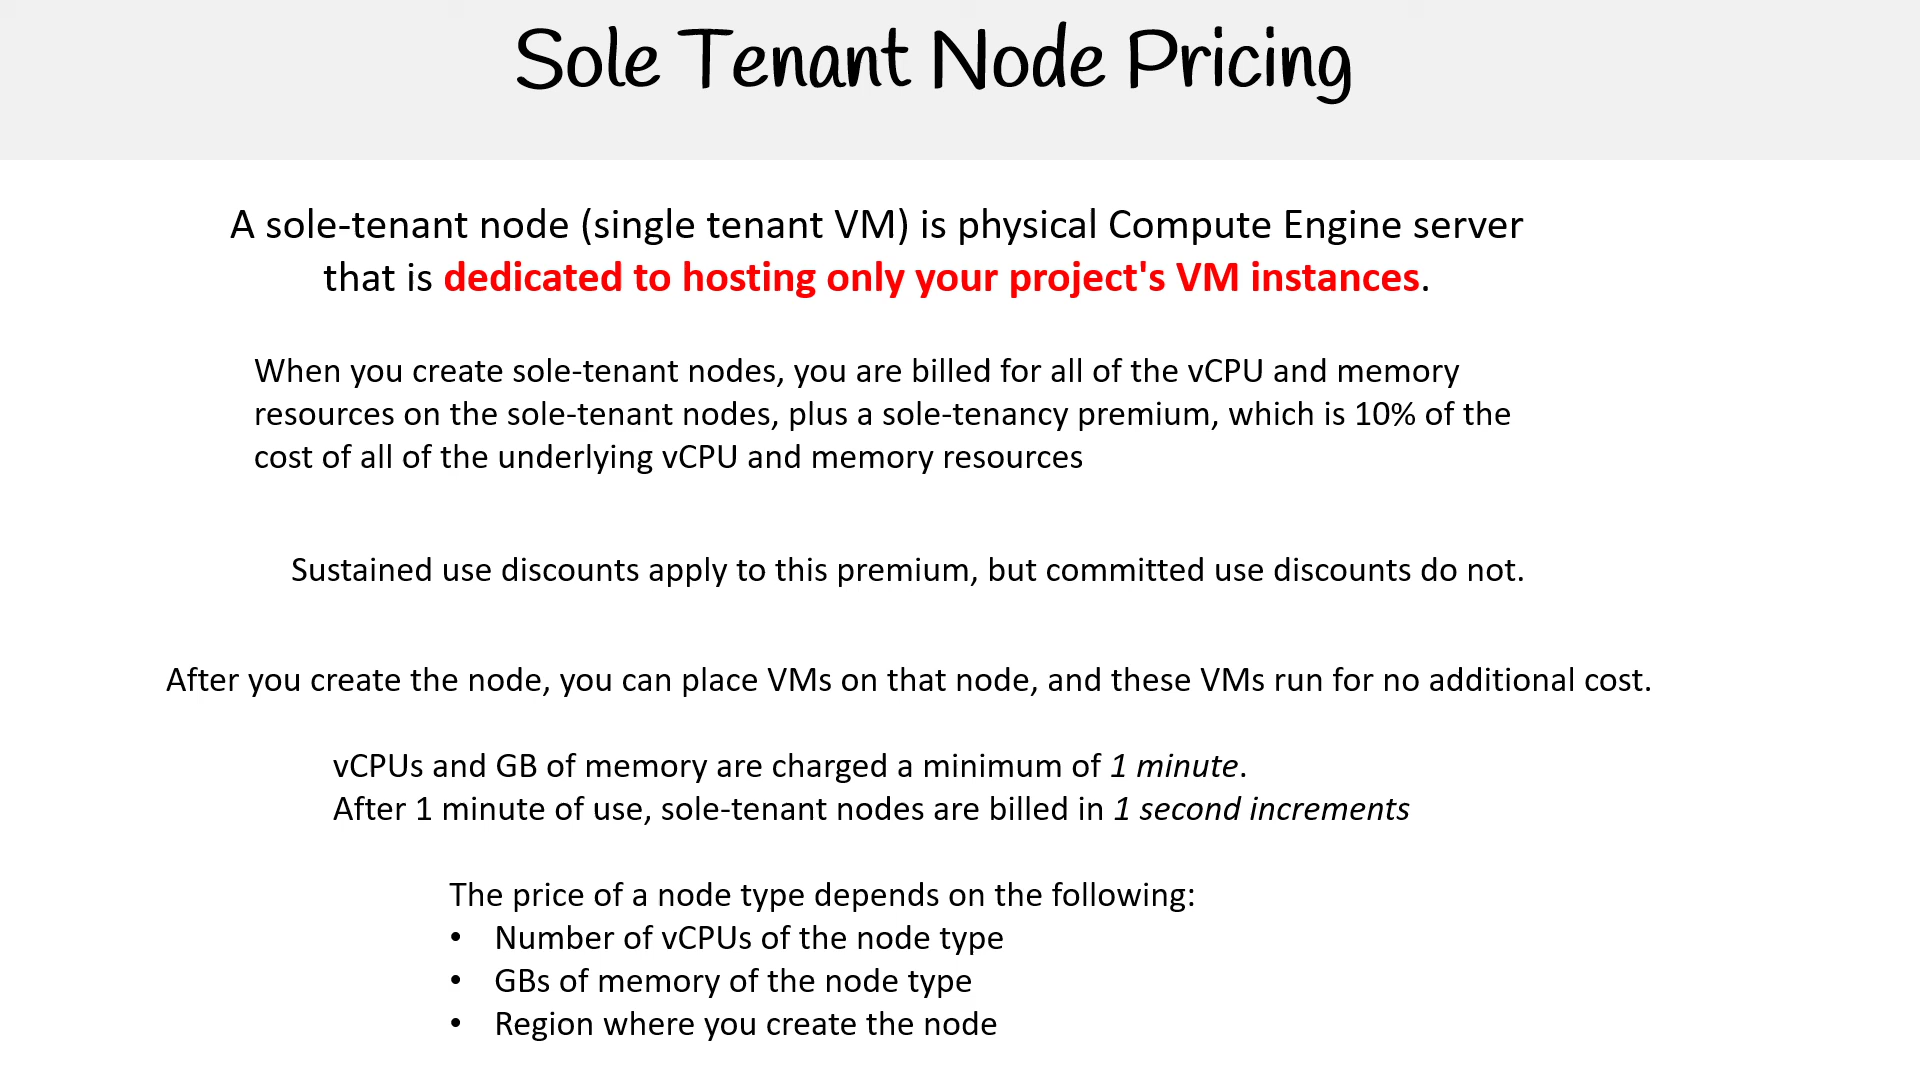 Sole Tenant Node Pricing
A sole-tenant node (single tenant VM) is physical Compute Engine server
that is dedicated to hosting only your project's VM instances.
When you create sole-tenant nodes, you are billed for all of the vCPU and memory
resources on the sole-tenant nodes, plus a sole-tenancy premium, which is 10% of the
cost of all of the underlying vCPU and memory resources
Sustained use discounts apply to this premium, but committed use discounts do not.
After you create the node, you can place VMs on that node, and these VMs run for no additional cost.
vCPUs and GB of memory are charged a minimum of 1 minute.
After 1 minute of use, sole-tenant nodes are billed in 1 second increments
The price of a node type depends on the following:
• Number of vCPUs of the node type
• GBs of memory of the node type
• Region where you create the node